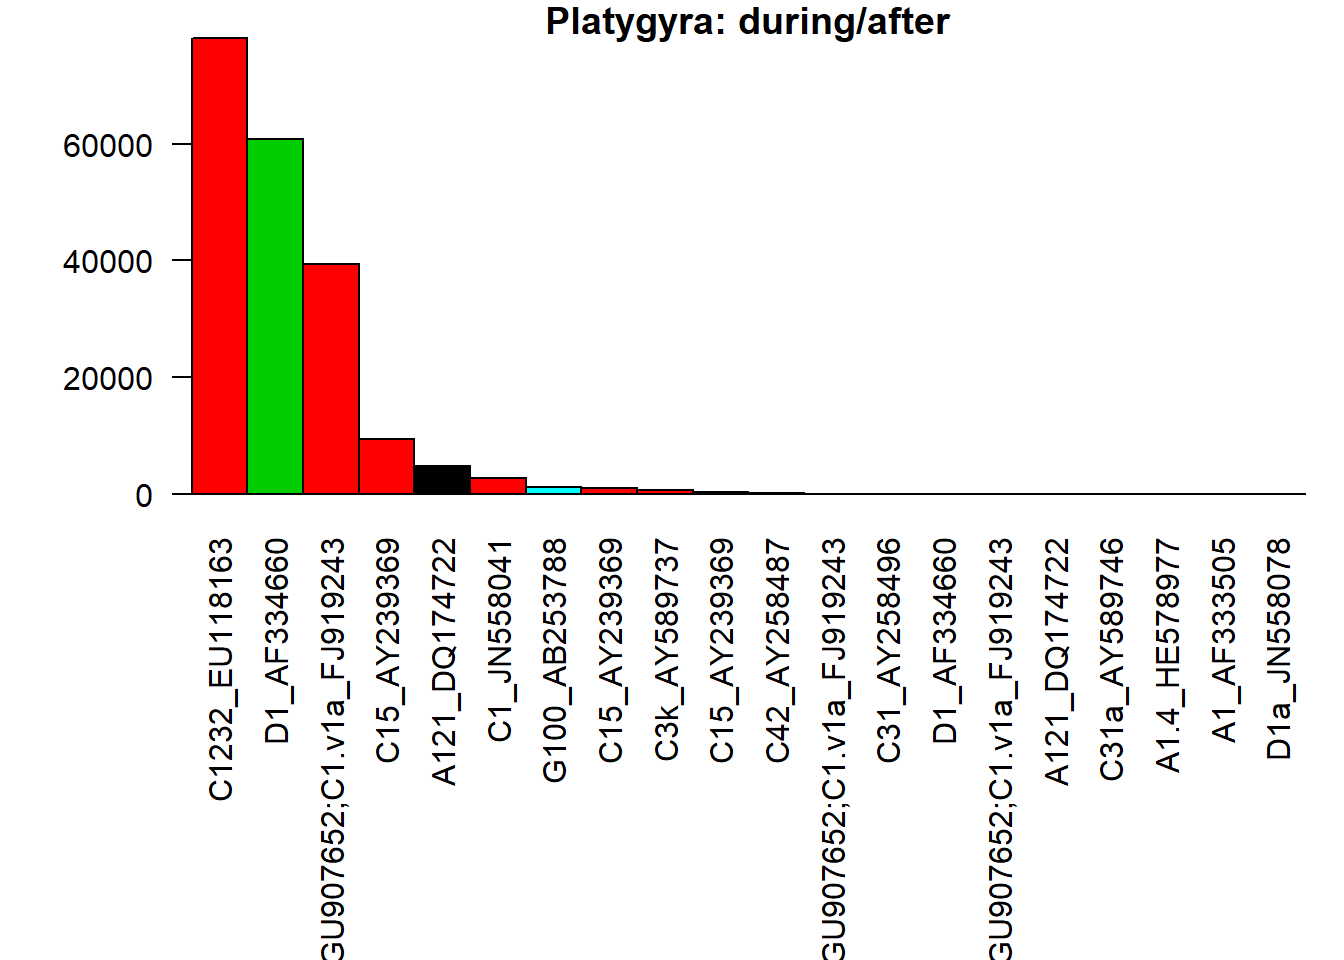 Platygyra: during/after
60000
40000
20000
0
C1232_EU118163
D1_AF334660
GU907652;C1.v1a_FJ919243
C15_AY239369
A121_DQ174722
C1_JN558041
G100_AB253788
C15_AY239369
C3k_AY589737
C15_AY239369
C42_AY258487
GU907652;C1.v1a_FJ919243
C31_AY258496
D1_AF334660
GU907652;C1.v1a_FJ919243
A121_DQ174722
C31a_AY589746
A1.4_HE578977
A1_AF333505
D1a_JN558078